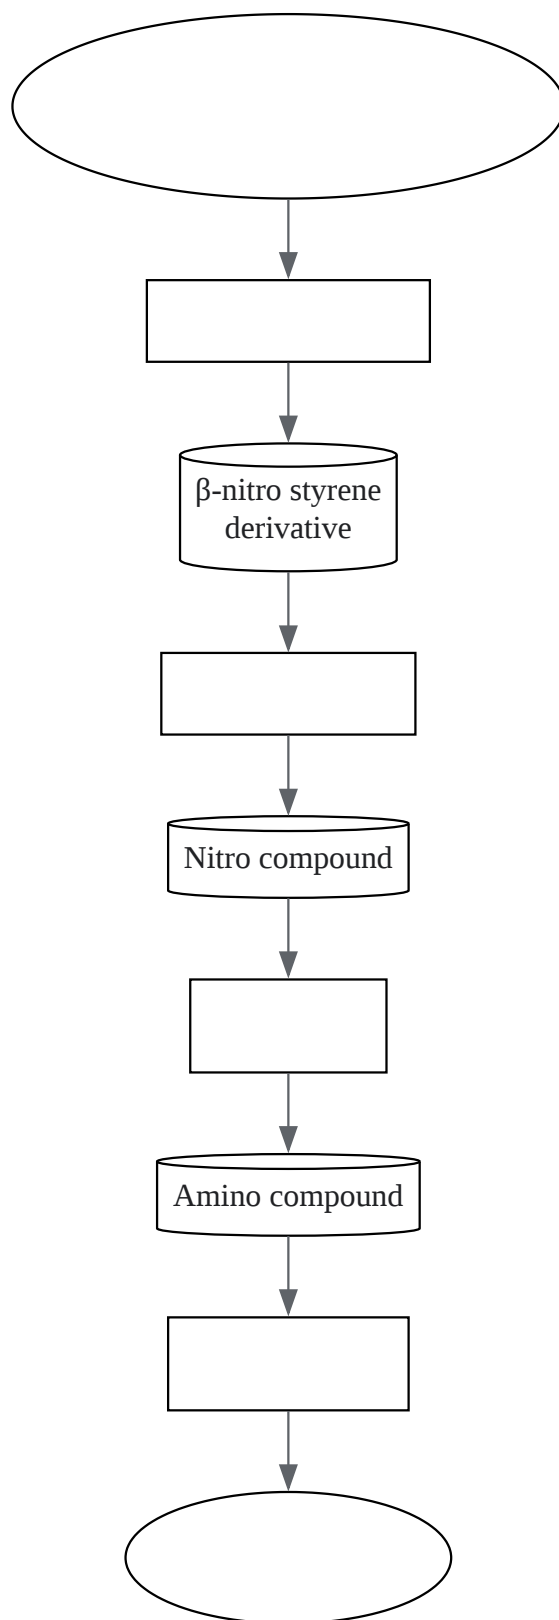 β-nitro styrene
derivative
Nitro compound
Amino compound